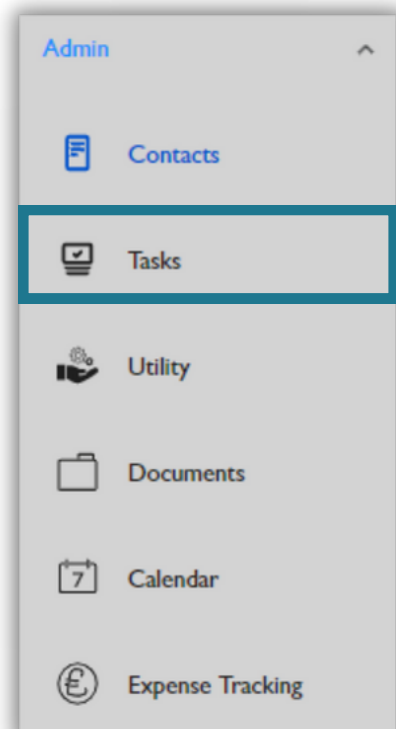 Admin
Contacts
Tasks
Utility
Documents
7
Calendar
£
Expense Tracking